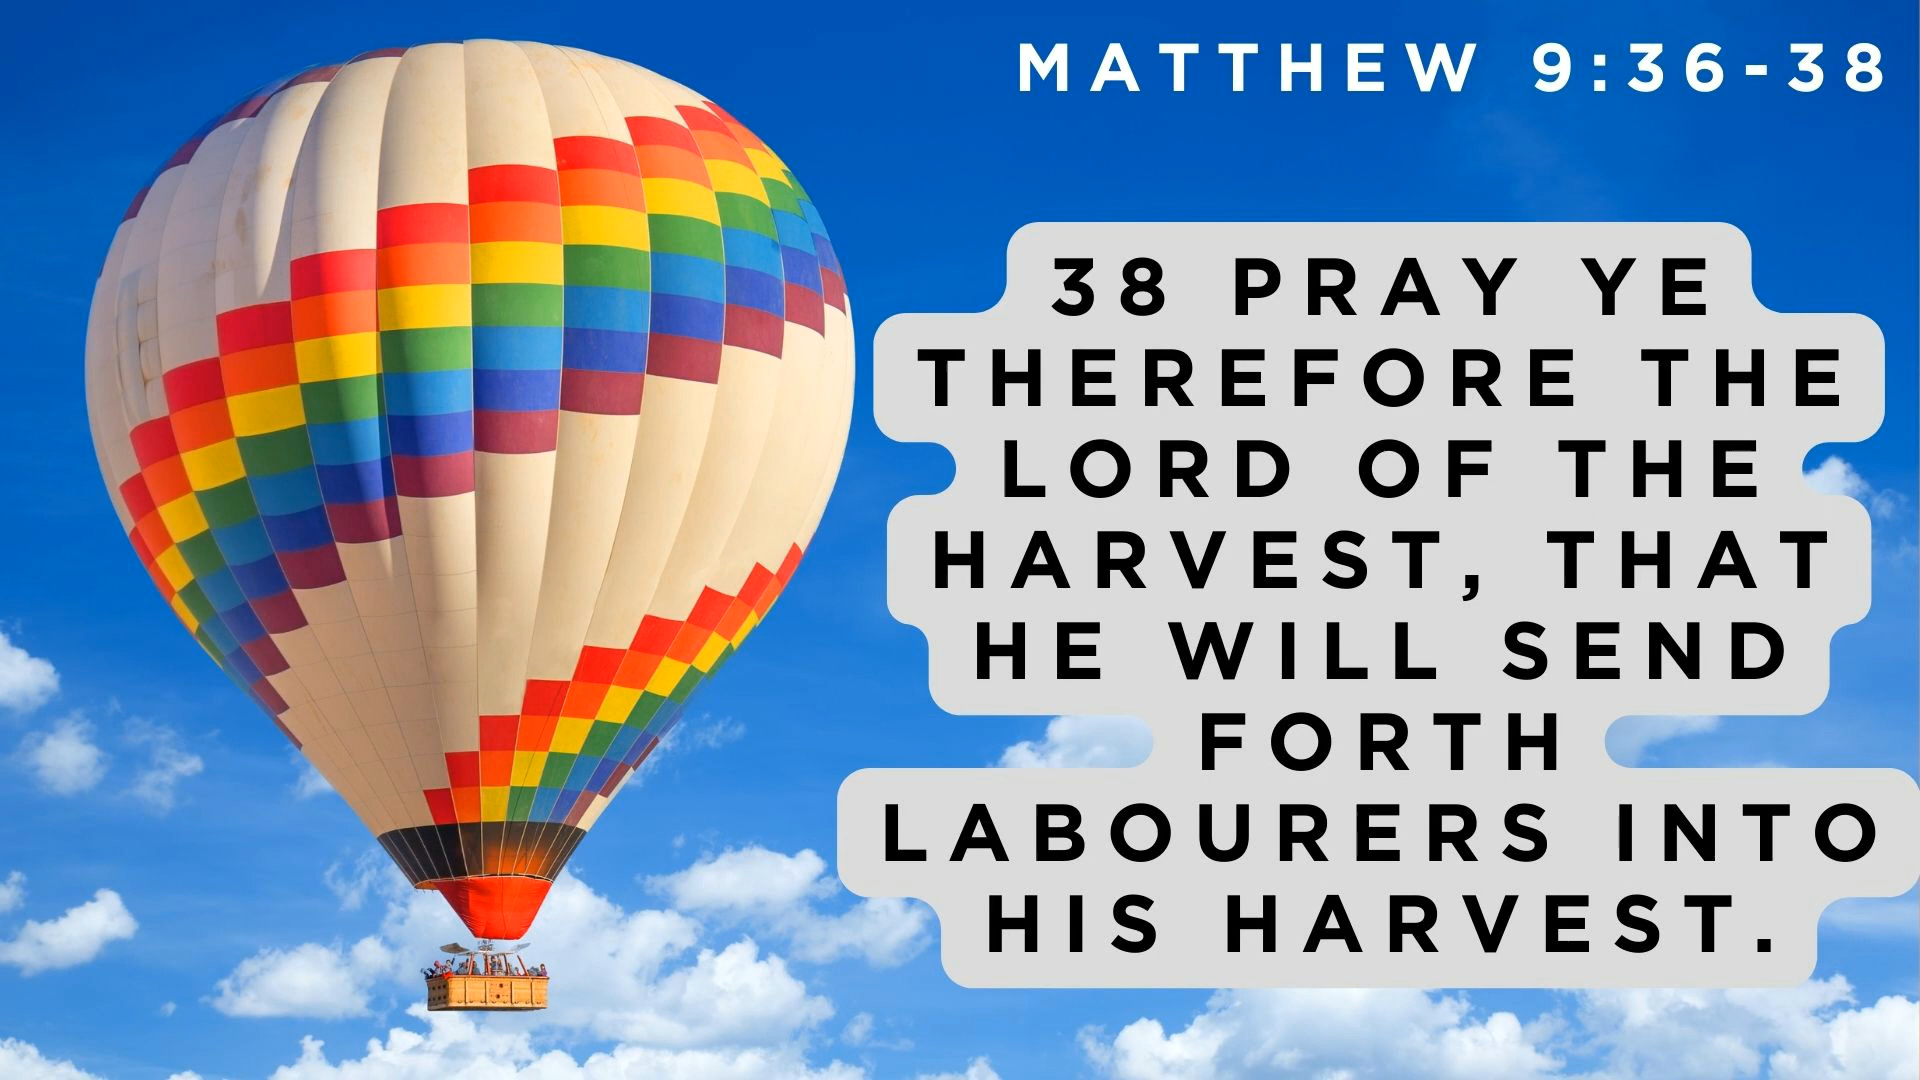 MATTHEW 9:36-38
38 PRAY YE
THEREFORE THE
LORD OF THE
HARVEST, THAT
HE WILL SEND
FORTH
LABOURERS INTO
HIS HARVEST.